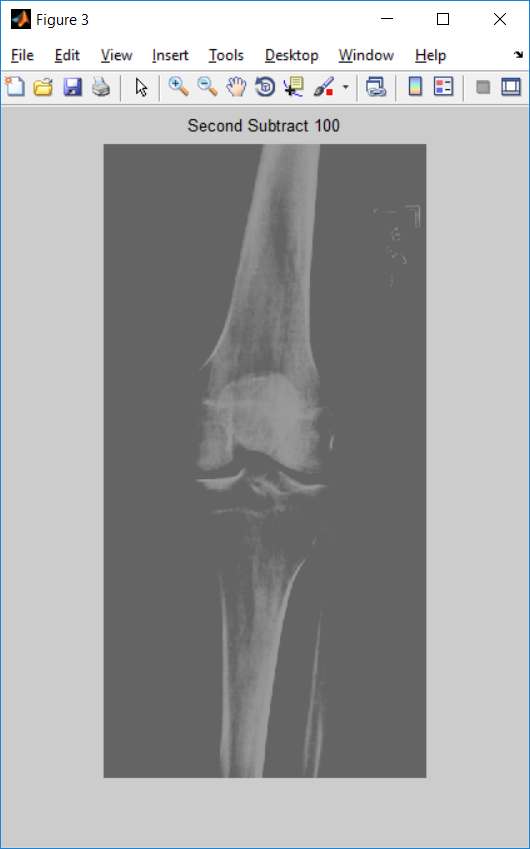 Figure 3
File Edit View Insert Tools Desktop Window Help
Second Subtract 100